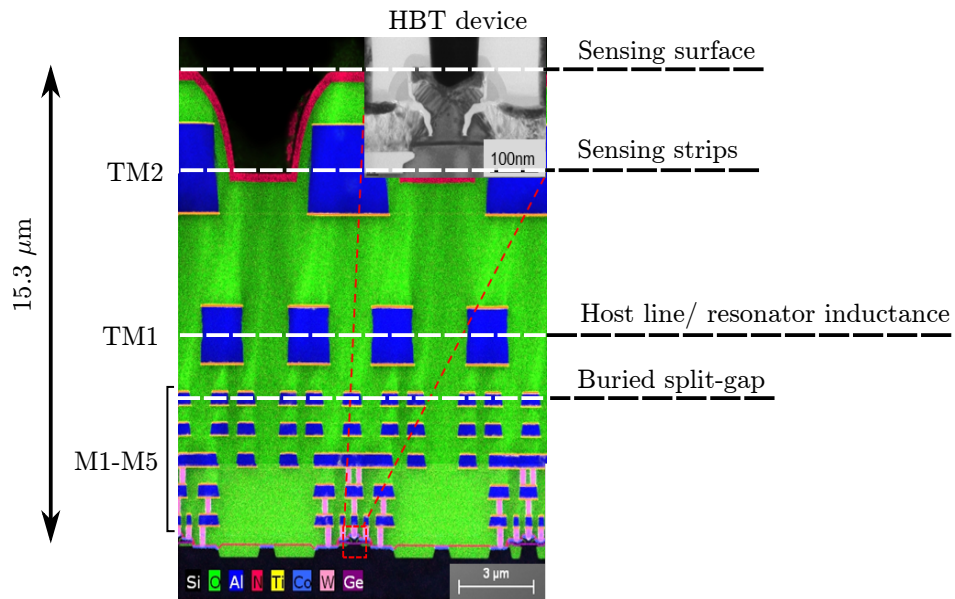 HBT device
Sensing surface
100nm
Sensing strips
TM2
15.3 μm
Host line/ resonator inductance
TM1
Buried split-gap
M1-M5
Si O Al N Ti Co W Ge
3 μm